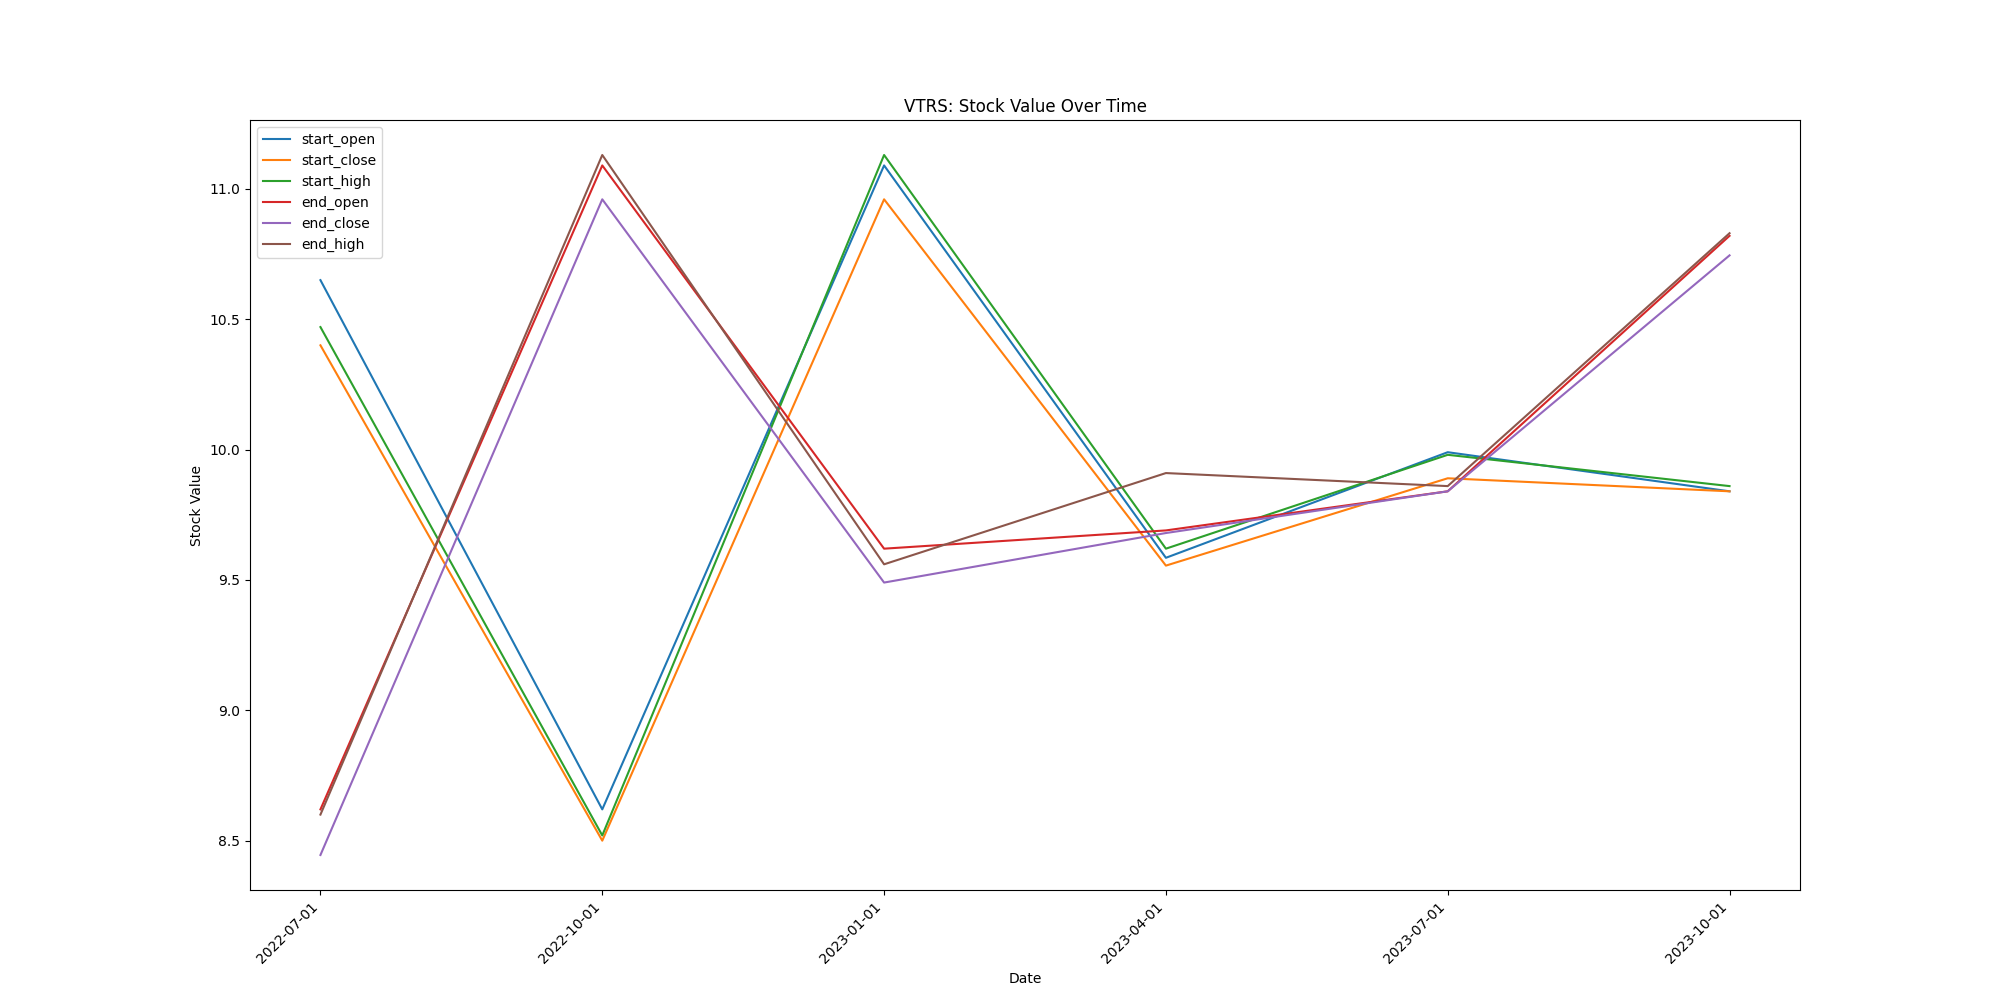 VTRS: Stock Value Over Time
start_open
start_close
start_high
end_open
end_close
end_high
11.0
10.5
10.0
9.5
9.0
8.5
Stock Value
2022-07-01
2022-10-01
2023-01-01
2023-04-01
2023-07-01
2023-10-01
Date